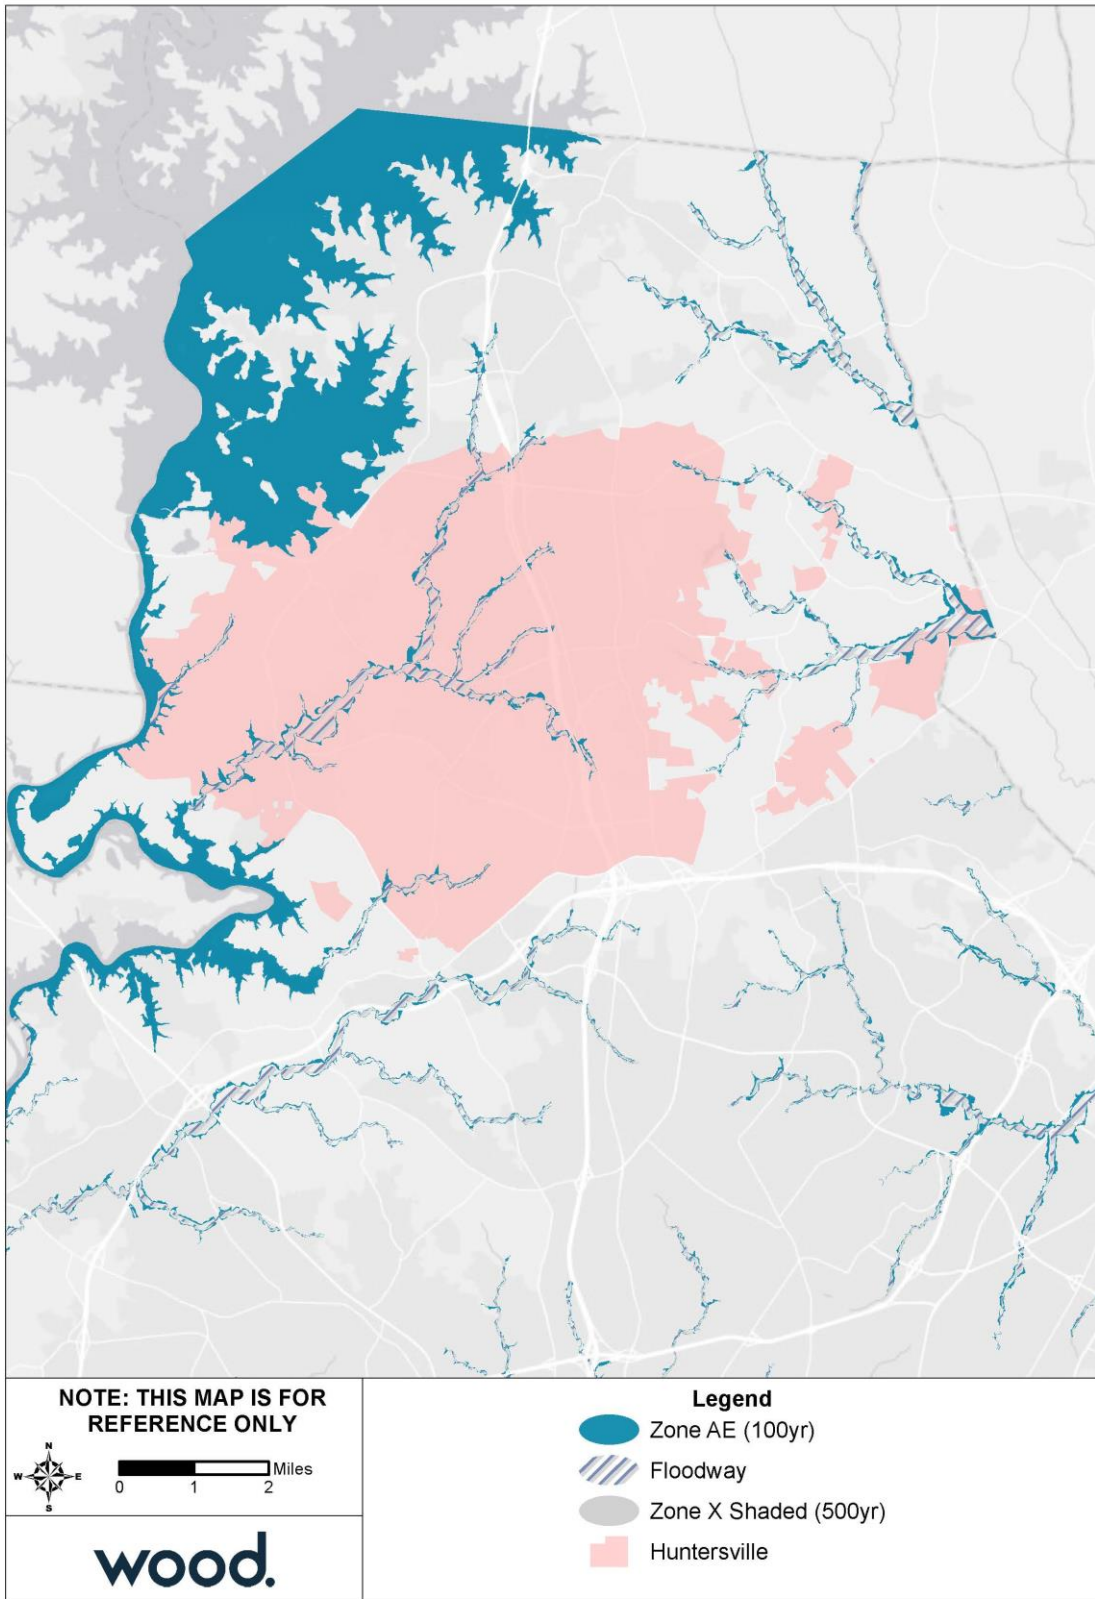 NOTE: THIS MAP IS FOR
REFERENCE ONLY
N
W E
S
Miles
0 1 2
wood.
Legend
Zone AE (100yr)
Floodway
Zone X Shaded (500yr)
Huntersville